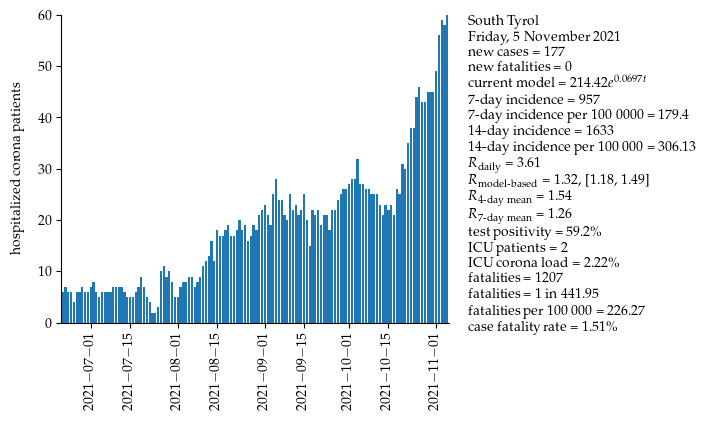 60
50
40
30
20
10
0
hospitalized corona patients
2021−07−01
2021−07−15
2021−08−01
2021−08−15
2021−09−01
2021−09−15
2021−10−01
2021−10−15
2021−11−01
South Tyrol
Friday, 5 November 2021
new cases = 177
new fatalities = 0
current model = 214.42e^0.0697t
7-day incidence = 957
7-day incidence per 100 0000 = 179.4
14-day incidence = 1633
14-day incidence per 100 000 = 306.13
R_daily = 3.61
R_model-based = 1.32, [1.18, 1.49]
R_4-day mean = 1.54
R_7-day mean = 1.26
test positivity = 59.2%
ICU patients = 2
ICU corona load = 2.22%
fatalities = 1207
fatalities = 1 in 441.95
fatalities per 100 000 = 226.27
case fatality rate = 1.51%